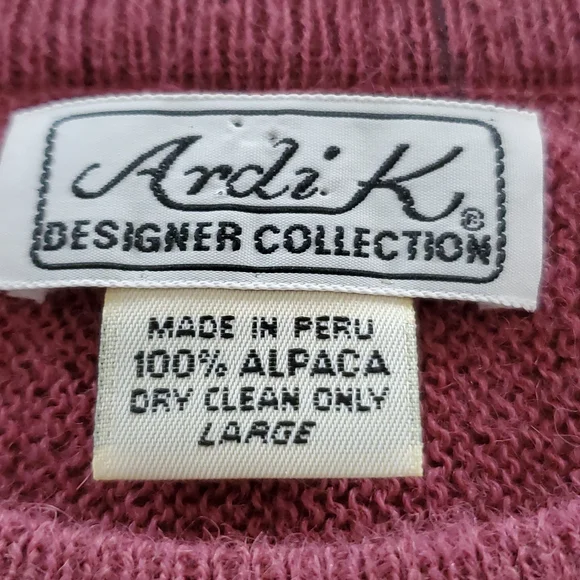 Ardi K®
DESIGNER COLLECTION
MADE IN PERU
100% ALPACA
DRY CLEAN ONLY
LARGE